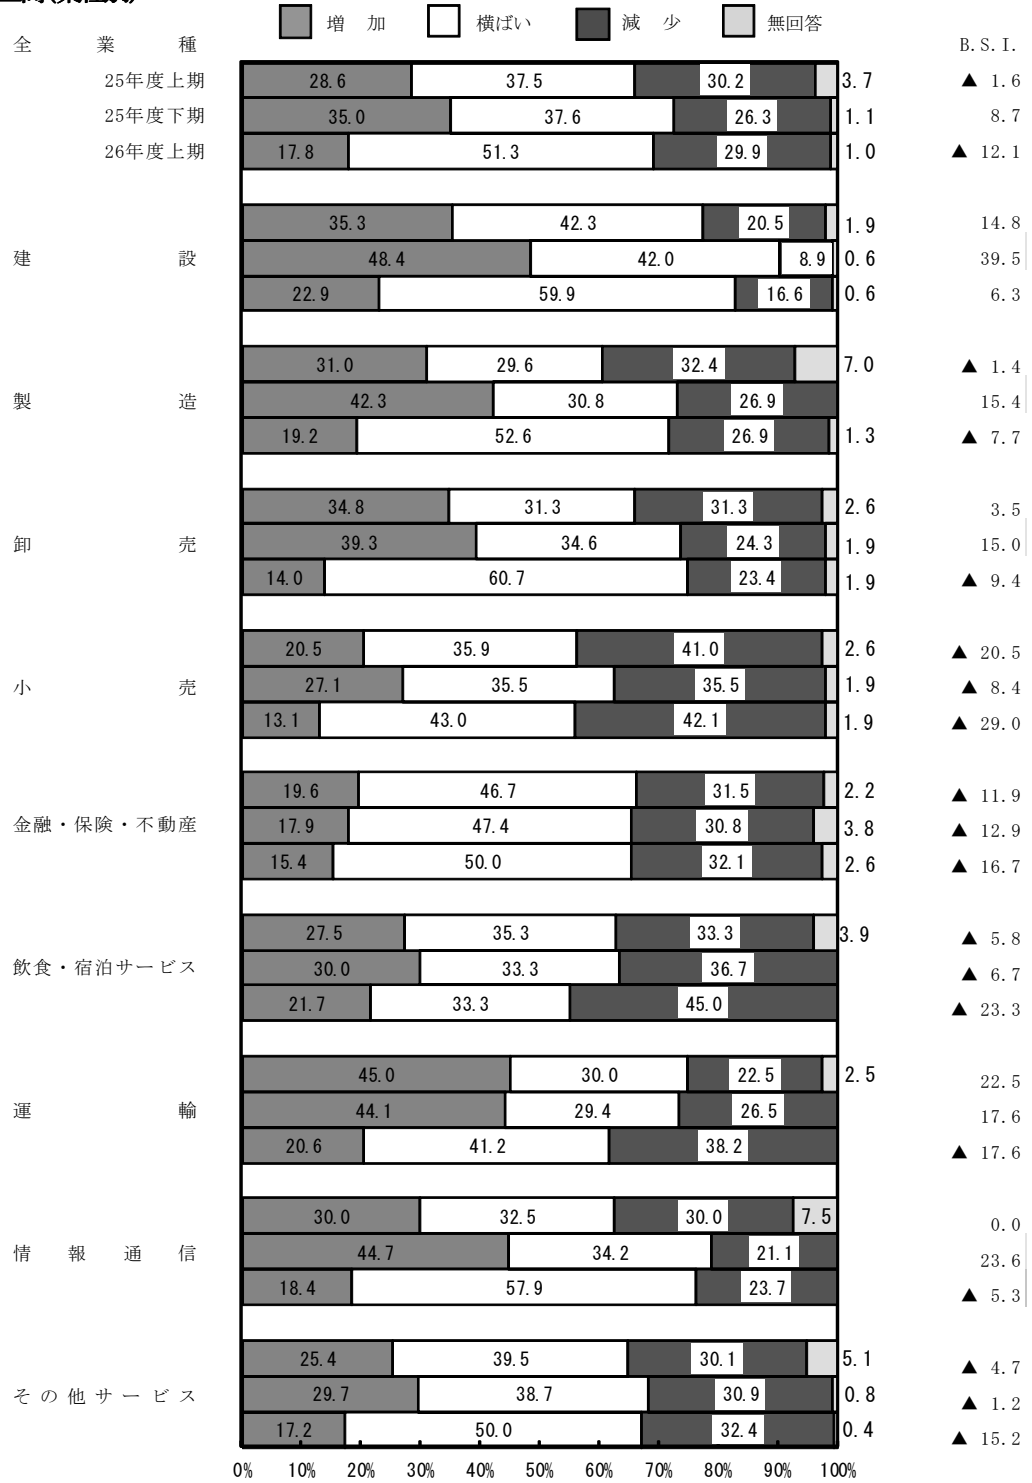 増 加 横ばい 減 少 無回答
全 業 種 B.S.I.
25年度上期 28.6 37.5 30.2 3.7 ▲ 1.6
25年度下期 35.0 37.6 26.3 1.1 8.7
26年度上期 17.8 51.3 29.9 1.0 ▲ 12.1
35.3 42.3 20.5 1.9 14.8
建 設 48.4 42.0 8.9 0.6 39.5
22.9 59.9 16.6 0.6 6.3
31.0 29.6 32.4 7.0 ▲ 1.4
製 造 42.3 30.8 26.9 15.4
19.2 52.6 26.9 1.3 ▲ 7.7
34.8 31.3 31.3 2.6 3.5
卸 売 39.3 34.6 24.3 1.9 15.0
14.0 60.7 23.4 1.9 ▲ 9.4
20.5 35.9 41.0 2.6 ▲ 20.5
小 売 27.1 35.5 35.5 1.9 ▲ 8.4
13.1 43.0 42.1 1.9 ▲ 29.0
19.6 46.7 31.5 2.2 ▲ 11.9
金融・保険・不動産 17.9 47.4 30.8 3.8 ▲ 12.9
15.4 50.0 32.1 2.6 ▲ 16.7
27.5 35.3 33.3 3.9 ▲ 5.8
飲食・宿泊サービス 30.0 33.3 36.7 ▲ 6.7
21.7 33.3 45.0 ▲ 23.3
45.0 30.0 22.5 2.5 22.5
運 輸 44.1 29.4 26.5 17.6
20.6 41.2 38.2 ▲ 17.6
30.0 32.5 30.0 7.5 0.0
情 報 通 信 44.7 34.2 21.1 23.6
18.4 57.9 23.7 ▲ 5.3
25.4 39.5 30.1 5.1 ▲ 4.7
その他サービス 29.7 38.7 30.9 0.8 ▲ 1.2
17.2 50.0 32.4 0.4 ▲ 15.2
0% 10% 20% 30% 40% 50% 60% 70% 80% 90% 100%